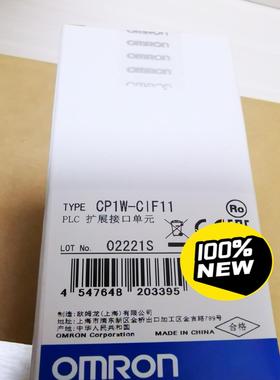 OMRON
OMRON
OMRON
OMRON
TYPE CP1W-CIF11
PLC 扩展接口单元
Ro
LOT No. 02221S
100%
NEW
4 547648 203395
制造：欧姆龙（上海）有限公司
地址：上海市浦东新区金桥出口加工区金吉路789号
产地：中华人民共和国
OMRON Corporation MADE IN CHINA
合格
OMRON